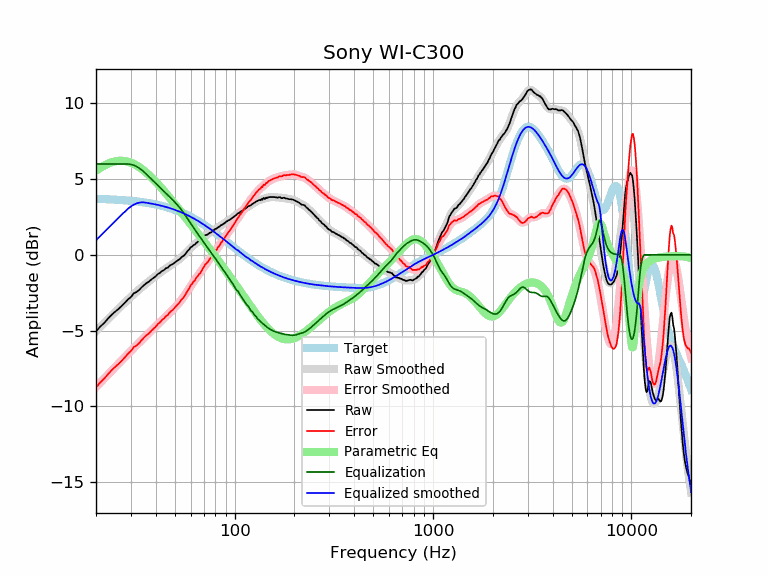 Sony WI-C300
10
5
0
−5
−10
−15
Amplitude (dBr)
Target
Raw Smoothed
Error Smoothed
Raw
Error
Parametric Eq
Equalization
Equalized smoothed
100
1000
10000
Frequency (Hz)